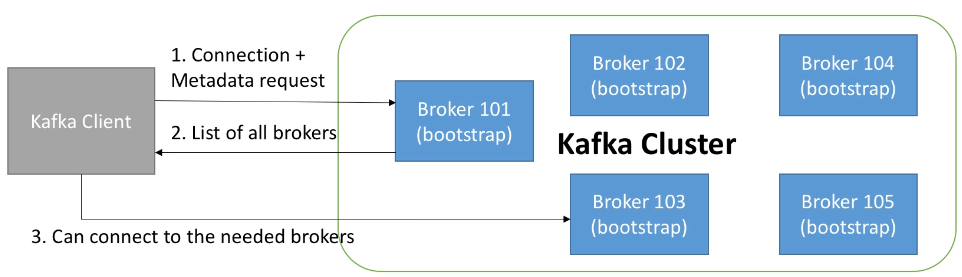 1. Connection +
Metadata request
Kafka Client
2. List of all brokers
3. Can connect to the needed brokers
Broker 101
(bootstrap)
Broker 102
(bootstrap)
Broker 104
(bootstrap)
Kafka Cluster
Broker 103
(bootstrap)
Broker 105
(bootstrap)